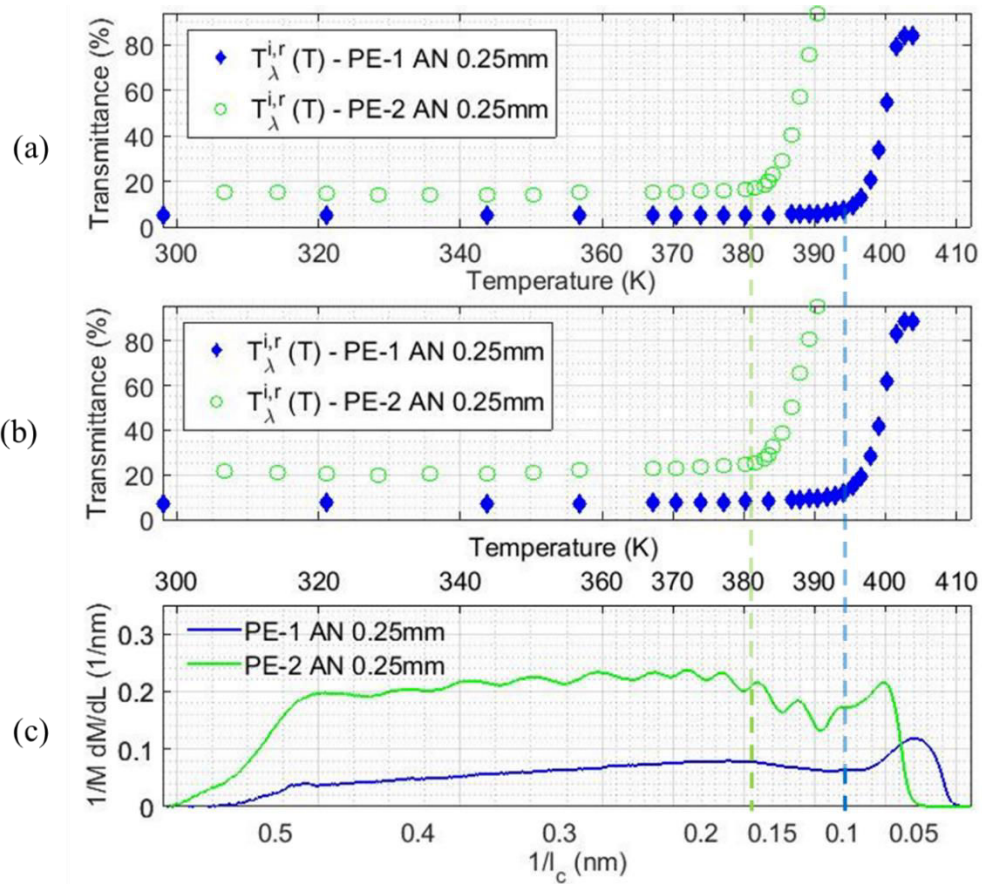 (a)
Transmittance (%)
80
60
40
20
0
T_λ^{i,r} (T) - PE-1 AN 0.25mm
T_λ^{i,r} (T) - PE-2 AN 0.25mm
300 320 340 360 370 380 390 400 410
Temperature (K)
(b)
Transmittance (%)
80
60
40
20
0
T_λ^{i,r} (T) - PE-1 AN 0.25mm
T_λ^{i,r} (T) - PE-2 AN 0.25mm
Temperature (K)
300 320 340 360 370 380 390 400 410
(c)
1/M dM/dL (1/nm)
0.3
0.2
0.1
0
PE-1 AN 0.25mm
PE-2 AN 0.25mm
0.5 0.4 0.3 0.2 0.15 0.1 0.05
1/l_c (nm)